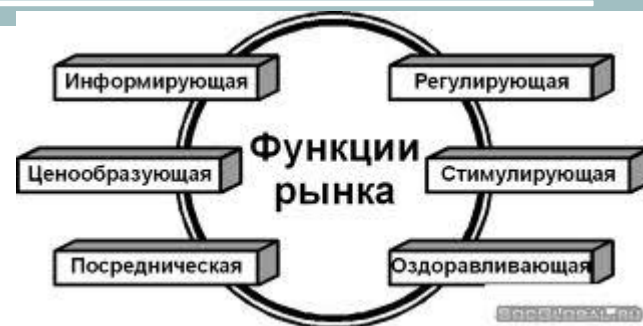 Информирующая
Регулирующая
Функции
рынка
Ценообразующая
Стимулирующая
Посредническая
Оздоравливающая